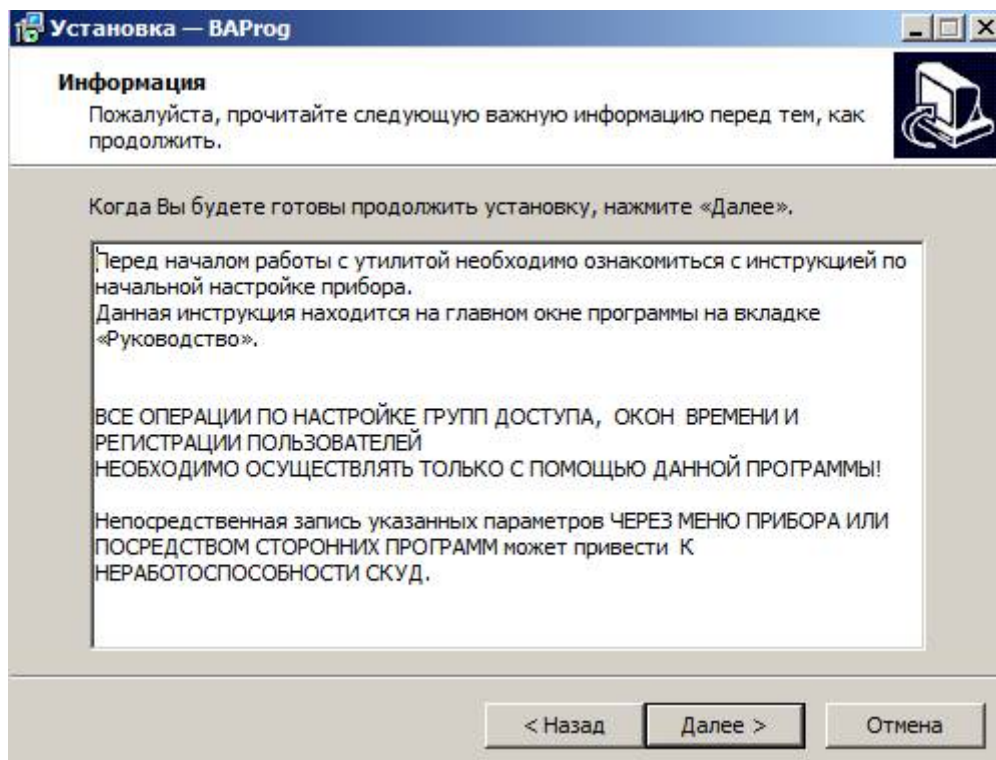 Установка — BAProg
Информация
Пожалуйста, прочитайте следующую важную информацию перед тем, как
продолжить.
Когда Вы будете готовы продолжить установку, нажмите «Далее».
Перед началом работы с утилитой необходимо ознакомиться с инструкцией по
начальной настройке прибора.
Данная инструкция находится на главном окне программы на вкладке
«Руководство».
ВСЕ ОПЕРАЦИИ ПО НАСТРОЙКЕ ГРУПП ДОСТУПА, ОКОН ВРЕМЕНИ И
РЕГИСТРАЦИИ ПОЛЬЗОВАТЕЛЕЙ
НЕОБХОДИМО ОСУЩЕСТВЛЯТЬ ТОЛЬКО С ПОМОЩЬЮ ДАННОЙ ПРОГРАММЫ!
Непосредственная запись указанных параметров ЧЕРЕЗ МЕНЮ ПРИБОРА ИЛИ
ПОСРЕДСТВОМ СТОРОННИХ ПРОГРАММ может привести К
НЕРАБОТОСПОСОБНОСТИ СКУД.
< Назад Далее > Отмена